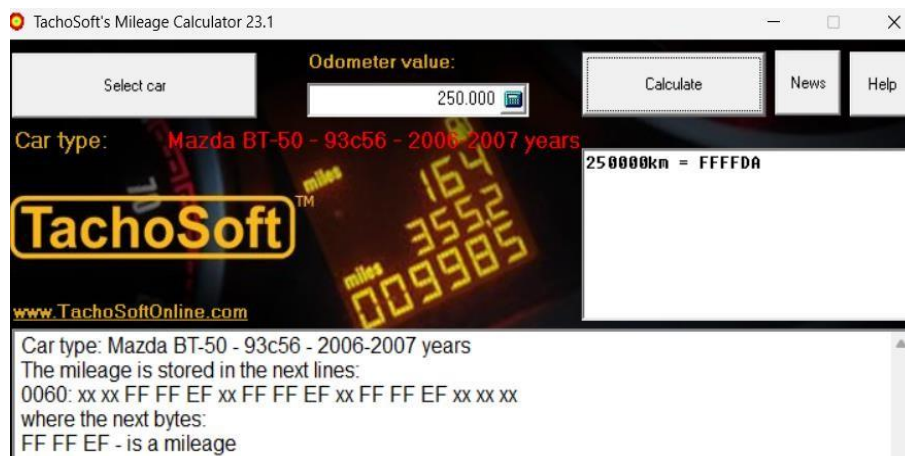 TachoSoft's Mileage Calculator 23.1
Select car
Odometer value:
250.000
Calculate
News
Help
Car type: Mazda BT-50 - 93c56 - 2006-2007 years
250000km = FFFFDA
70
miles
164
3552
miles
009985
TachoSoft™
www.TachoSoftOnline.com
Car type: Mazda BT-50 - 93c56 - 2006-2007 years
The mileage is stored in the next lines:
0060: xx xx FF FF EF xx FF FF EF xx FF FF EF xx xx xx
where the next bytes:
FF FF EF - is a mileage